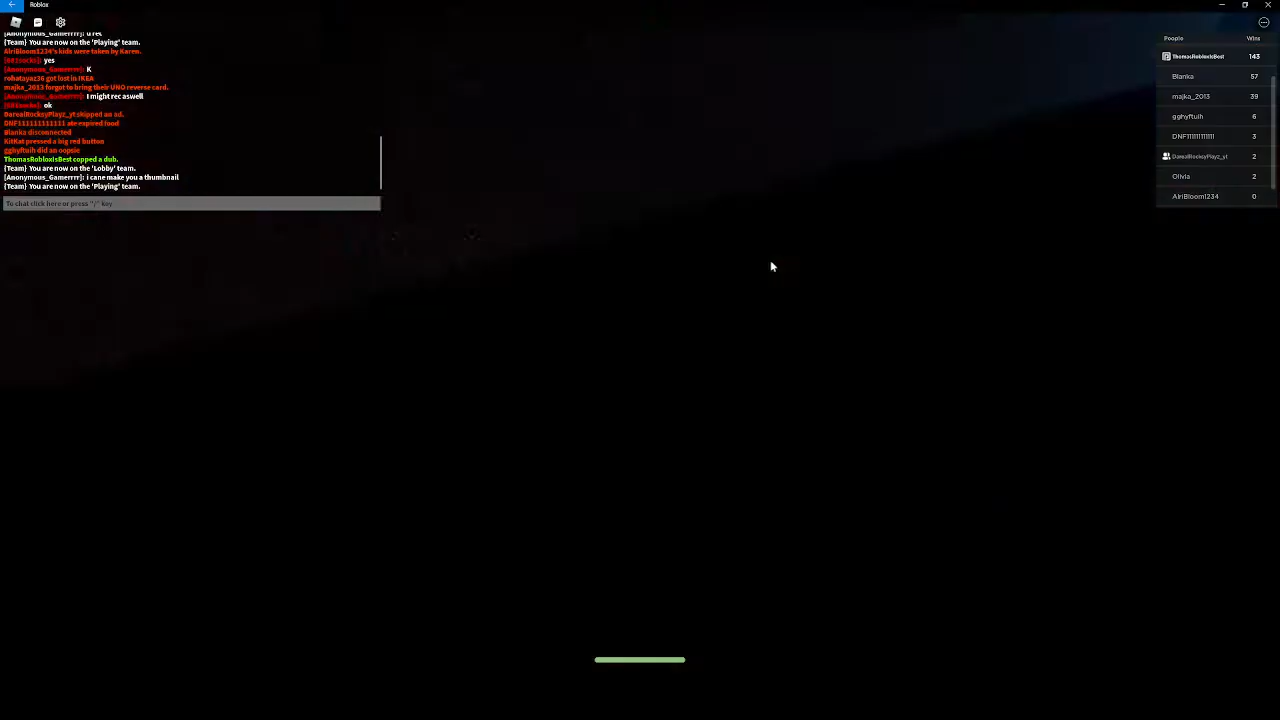 Roblox
[Anonymous_Gamerrrr]: u rec
{Team} You are now on the 'Playing' team.
AlriBloom1234's kids were taken by Karen.
yes
[Anonymous_Gamerrrr]: K
rohatayaz36 got lost in IKEA
majka_2013 forgot to bring their UNO reverse card.
[Anonymous_Gamerrrr]: I might rec aswell
ok
DarealRocksyPlayz_yt skipped an ad.
DNF111111111111 ate expired food
Blanka disconnected
KitKat pressed a big red button
gghyftuih did an oopsie
ThomasRobloxIsBest copped a dub.
{Team} You are now on the 'Lobby' team.
[Anonymous_Gamerrrr]: i cane make you a thumbnail
{Team} You are now on the 'Playing' team.
To chat click here or press "/" key
People Wins
ThomasRobloxIsBest 143
Blanka 57
majka_2013 39
gghyftuih 6
DNF111111111111 3
DarealRocksyPlayz_yt 2
Olivia 2
AlriBloom1234 0